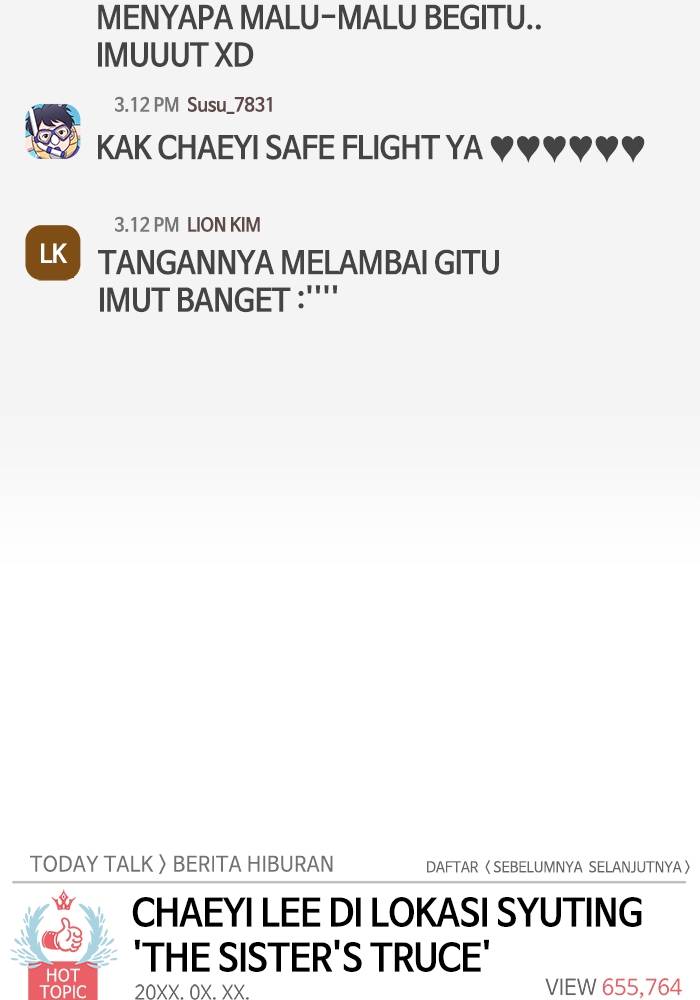 MENYAPA MALU-MALU BEGITU..
IMUUUT XD
3.12 PM Susu_7831
KAK CHAEYI SAFE FLIGHT YA ♥♥♥♥♥♥
3.12 PM LION KIM
LK
TANGANNYA MELAMBAI GITU
IMUT BANGET :''''
TODAY TALK 〉 BERITA HIBURAN
DAFTAR 〈 SEBELUMNYA SELANJUTNYA 〉
CHAEYI LEE DI LOKASI SYUTING
'THE SISTER'S TRUCE'
HOT
TOPIC
20XX. 0X. XX.
VIEW 655,764